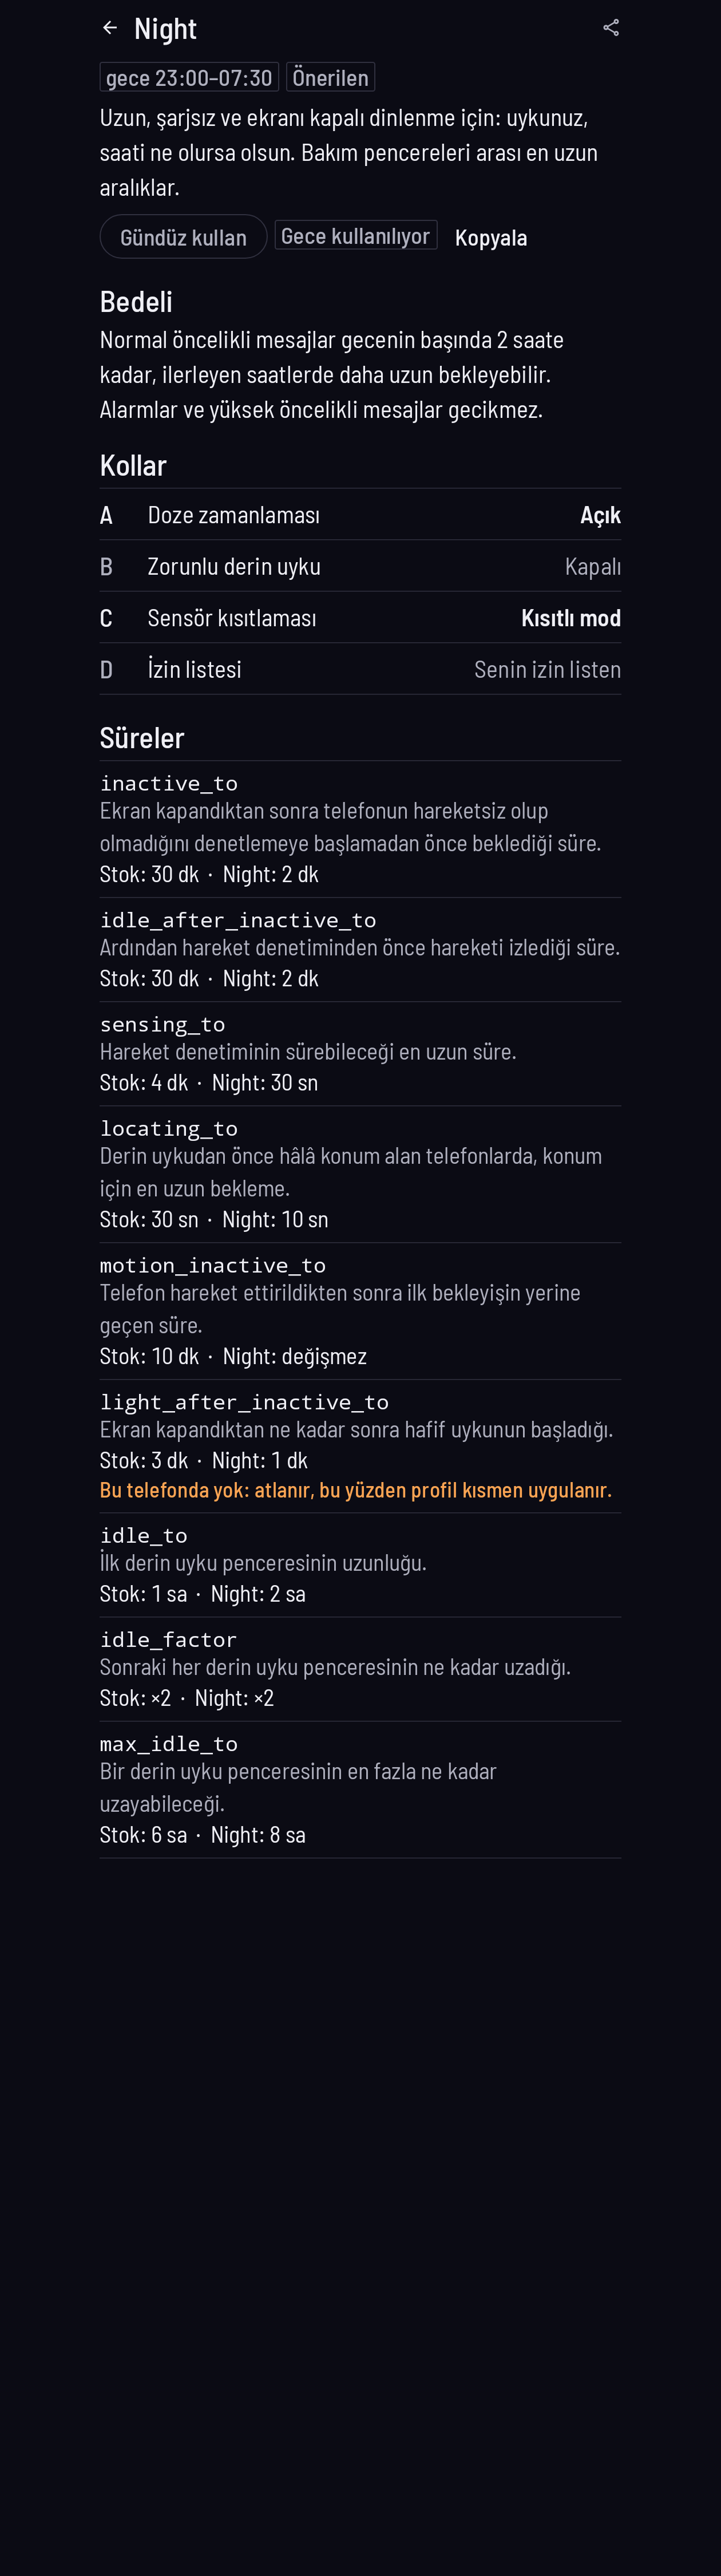 Night
gece 23:00–07:30 Önerilen
Uzun, şarjsız ve ekranı kapalı dinlenme için: uykunuz,
saati ne olursa olsun. Bakım pencereleri arası en uzun
aralıklar.
Gündüz kullan Gece kullanılıyor Kopyala
Bedeli
Normal öncelikli mesajlar gecenin başında 2 saate
kadar, ilerleyen saatlerde daha uzun bekleyebilir.
Alarmlar ve yüksek öncelikli mesajlar gecikmez.
Kollar
A Doze zamanlaması Açık
B Zorunlu derin uyku Kapalı
C Sensör kısıtlaması Kısıtlı mod
D İzin listesi Senin izin listen
Süreler
inactive_to
Ekran kapandıktan sonra telefonun hareketsiz olup
olmadığını denetlemeye başlamadan önce beklediği süre.
Stok: 30 dk · Night: 2 dk
idle_after_inactive_to
Ardından hareket denetiminden önce hareketi izlediği süre.
Stok: 30 dk · Night: 2 dk
sensing_to
Hareket denetiminin sürebileceği en uzun süre.
Stok: 4 dk · Night: 30 sn
locating_to
Derin uykudan önce hâlâ konum alan telefonlarda, konum
için en uzun bekleme.
Stok: 30 sn · Night: 10 sn
motion_inactive_to
Telefon hareket ettirildikten sonra ilk bekleyişin yerine
geçen süre.
Stok: 10 dk · Night: değişmez
light_after_inactive_to
Ekran kapandıktan ne kadar sonra hafif uykunun başladığı.
Stok: 3 dk · Night: 1 dk
Bu telefonda yok: atlanır, bu yüzden profil kısmen uygulanır.
idle_to
İlk derin uyku penceresinin uzunluğu.
Stok: 1 sa · Night: 2 sa
idle_factor
Sonraki her derin uyku penceresinin ne kadar uzadığı.
Stok: ×2 · Night: ×2
max_idle_to
Bir derin uyku penceresinin en fazla ne kadar
uzayabileceği.
Stok: 6 sa · Night: 8 sa